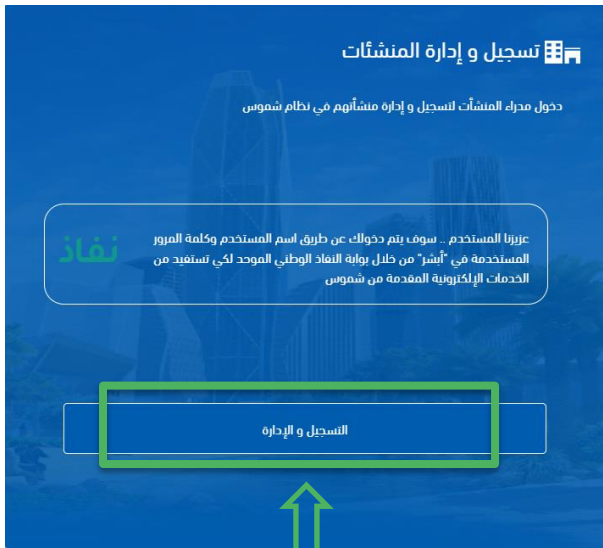 تسجيل و إدارة المنشئات
دخول مدراء المنشأت لتسجيل و إدارة منشأتهم في نظام شموس
عزيزنا المستخدم .. سوف يتم دخولك عن طريق اسم المستخدم وكلمة المرور
المستخدمة في "أبشر" من خلال بوابة النفاذ الوطني الموحد لكي تستفيد من
الخدمات الإلكترونية المقدمة من شموس
نفاذ
التسجيل و الإدارة